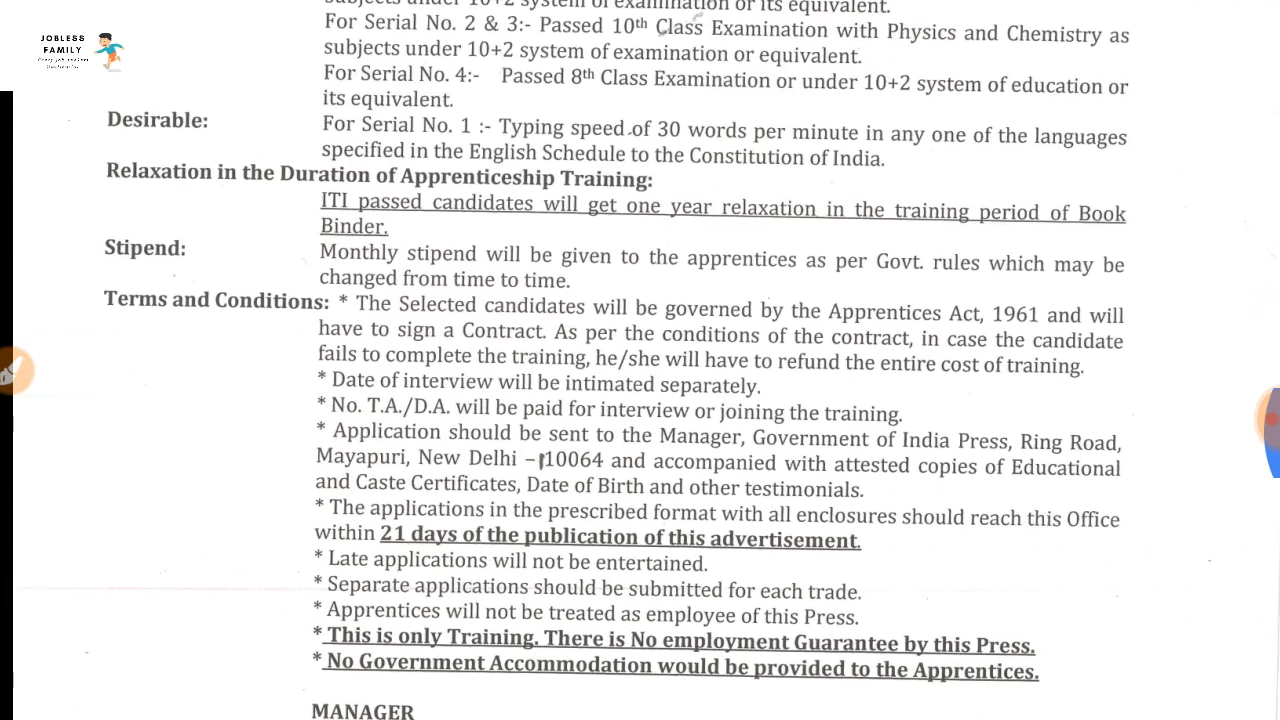 JOBLESS
FAMILY
subjects under 10+2 system of examination or its equivalent.
For Serial No. 2 & 3:- Passed 10th Class Examination with Physics and Chemistry as
subjects under 10+2 system of examination or equivalent.
For Serial No. 4:- Passed 8th Class Examination or under 10+2 system of education or
its equivalent.
Desirable: For Serial No. 1 :- Typing speed of 30 words per minute in any one of the languages
specified in the English Schedule to the Constitution of India.
Relaxation in the Duration of Apprenticeship Training:
ITI passed candidates will get one year relaxation in the training period of Book
Binder.
Stipend: Monthly stipend will be given to the apprentices as per Govt. rules which may be
changed from time to time.
Terms and Conditions: * The Selected candidates will be governed by the Apprentices Act, 1961 and will
have to sign a Contract. As per the conditions of the contract, in case the candidate
fails to complete the training, he/she will have to refund the entire cost of training.
* Date of interview will be intimated separately.
* No. T.A./D.A. will be paid for interview or joining the training.
* Application should be sent to the Manager, Government of India Press, Ring Road,
Mayapuri, New Delhi – 110064 and accompanied with attested copies of Educational
and Caste Certificates, Date of Birth and other testimonials.
* The applications in the prescribed format with all enclosures should reach this Office
within 21 days of the publication of this advertisement.
* Late applications will not be entertained.
* Separate applications should be submitted for each trade.
* Apprentices will not be treated as employee of this Press.
* This is only Training. There is No employment Guarantee by this Press.
* No Government Accommodation would be provided to the Apprentices.
MANAGER